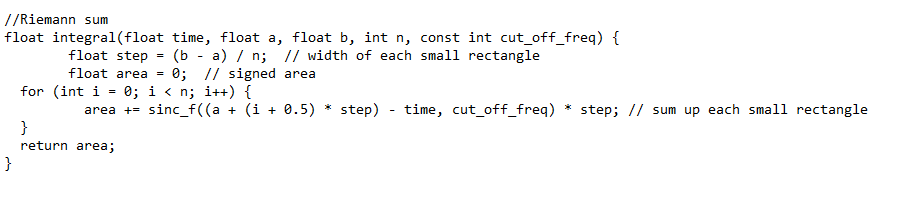 //Riemann sum
float integral(float time, float a, float b, int n, const int cut_off_freq) {
        float step = (b - a) / n;  // width of each small rectangle
        float area = 0;  // signed area
  for (int i = 0; i < n; i++) {
          area += sinc_f((a + (i + 0.5) * step) - time, cut_off_freq) * step; // sum up each small rectangle
  }
  return area;
}